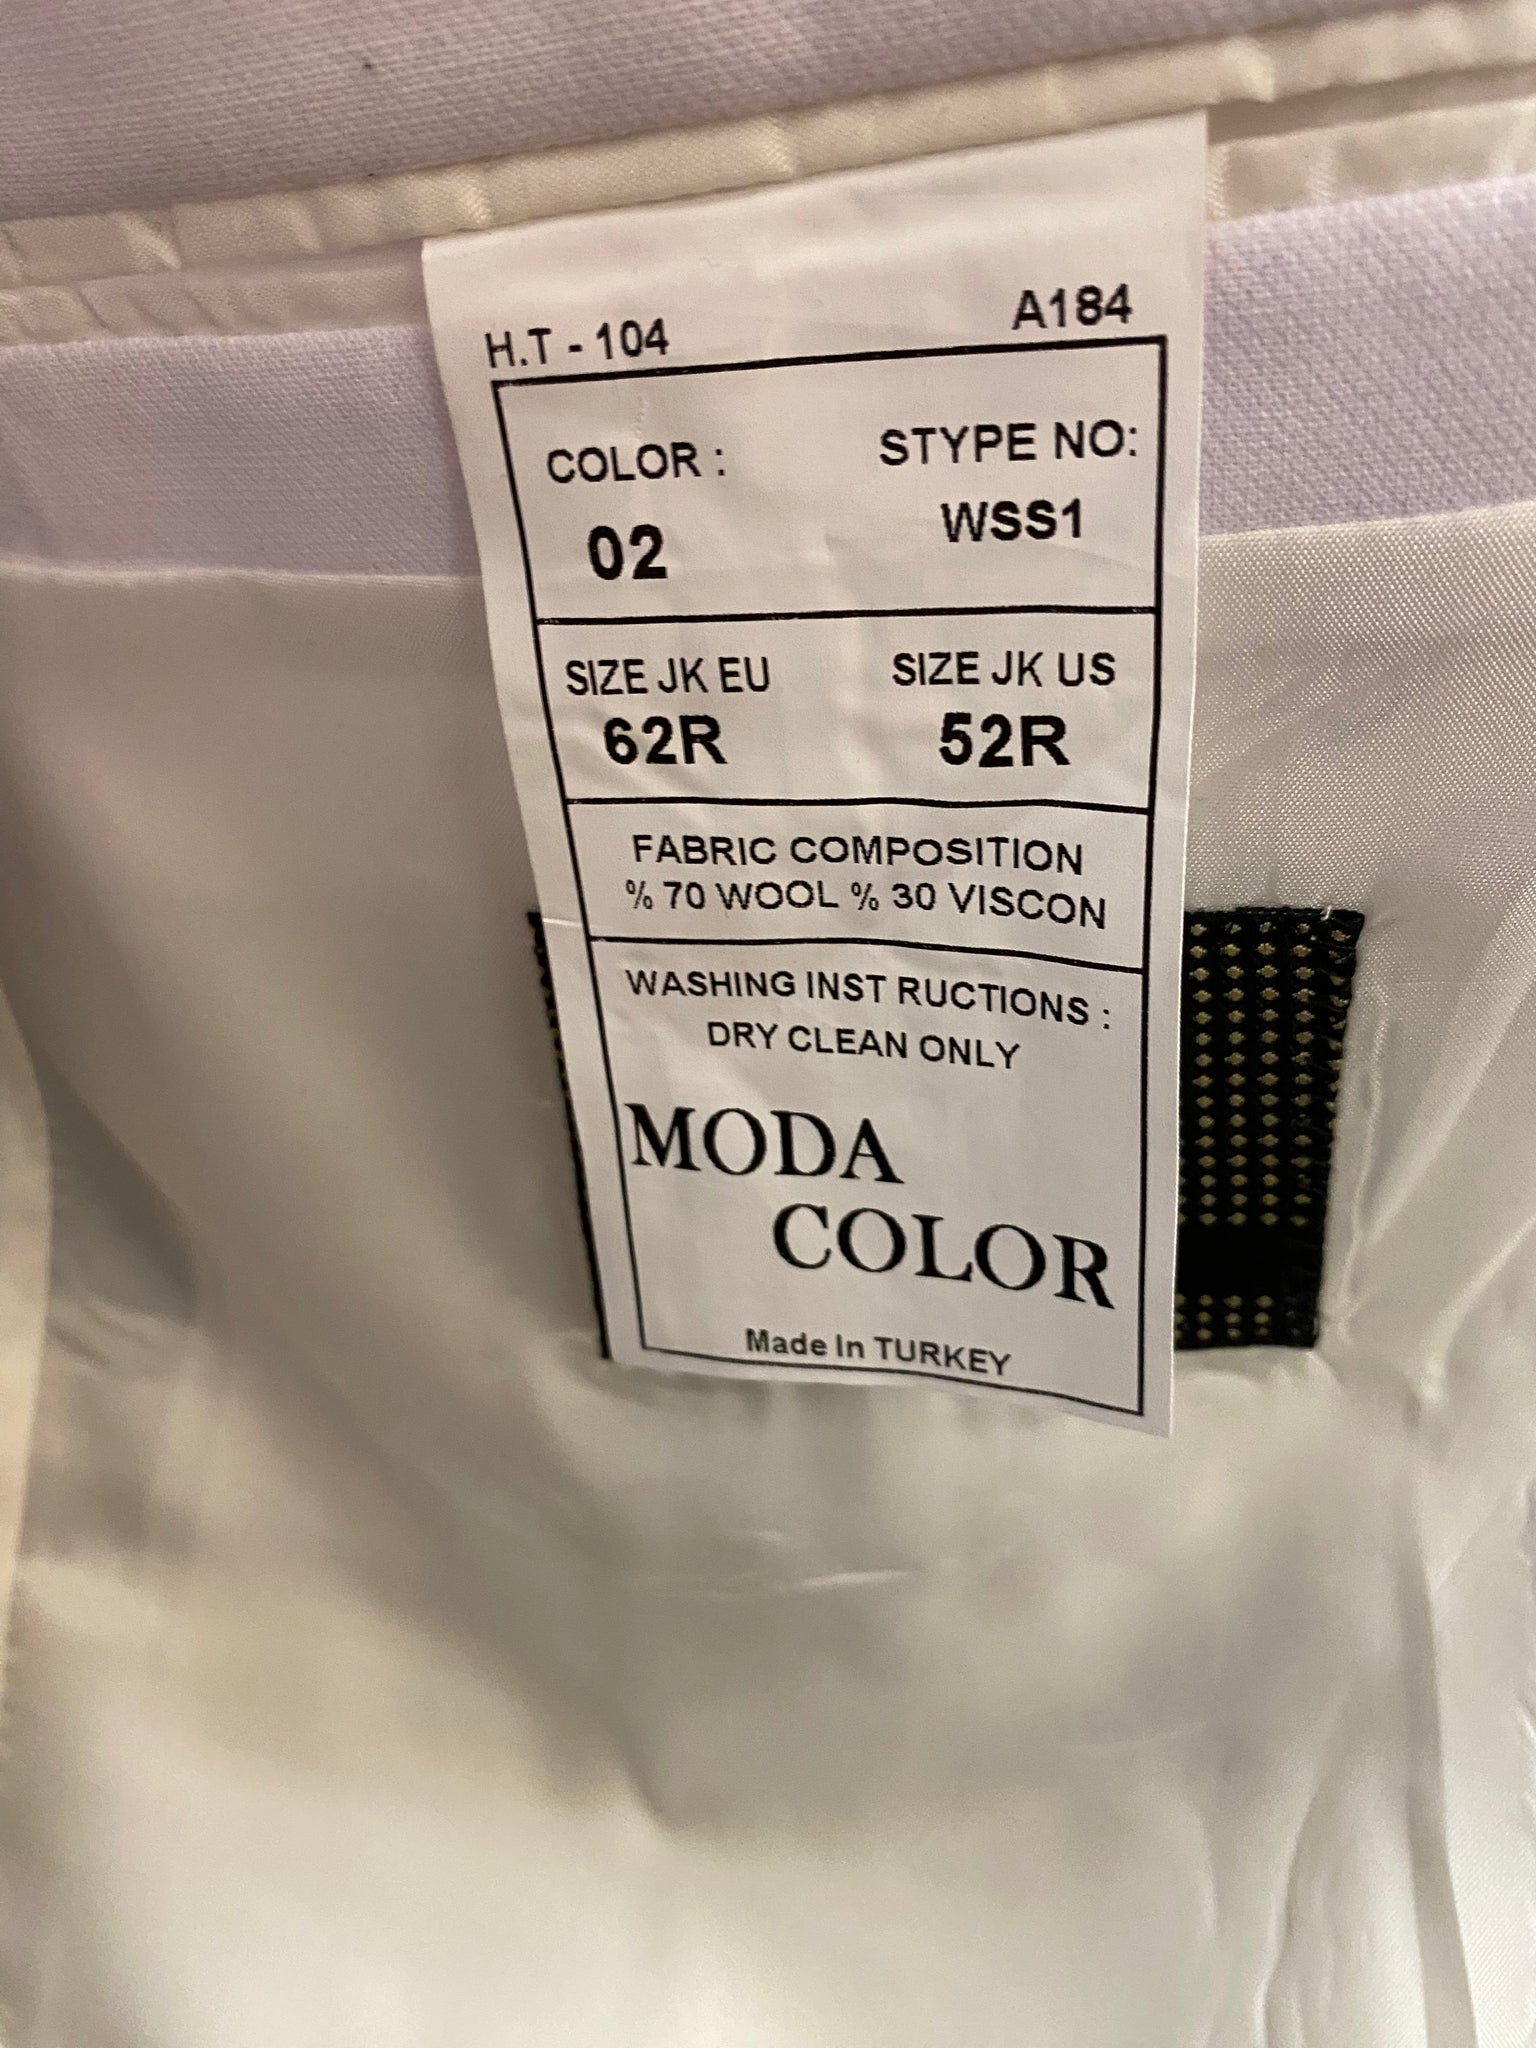 H.T - 104 A184
COLOR : STYPE NO:
02 WSS1
SIZE JK EU SIZE JK US
62R 52R
FABRIC COMPOSITION
% 70 WOOL % 30 VISCON
WASHING INST RUCTIONS :
DRY CLEAN ONLY
MODA
COLOR
Made In TURKEY